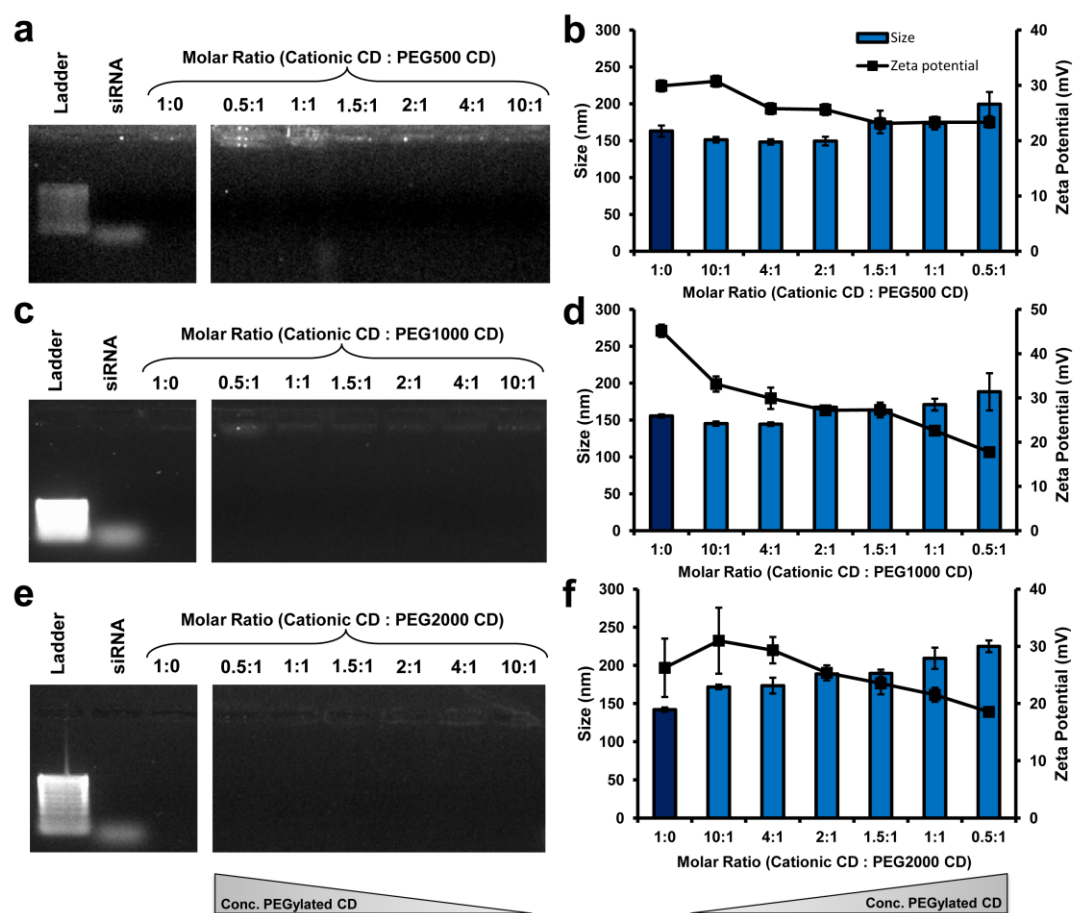 a
Ladder
siRNA
Molar Ratio (Cationic CD : PEG500 CD)
1:0 0.5:1 1:1 1.5:1 2:1 4:1 10:1
b
Size
Zeta potential
Size (nm)
300
250
200
150
100
50
0
Zeta Potential (mV)
40
30
20
10
0
1:0 10:1 4:1 2:1 1.5:1 1:1 0.5:1
Molar Ratio (Cationic CD : PEG500 CD)
c
Ladder
siRNA
Molar Ratio (Cationic CD : PEG1000 CD)
1:0 0.5:1 1:1 1.5:1 2:1 4:1 10:1
d
Size (nm)
300
250
200
150
100
50
0
Zeta Potential (mV)
50
40
30
20
10
0
1:0 10:1 4:1 2:1 1.5:1 1:1 0.5:1
Molar Ratio (Cationic CD : PEG1000 CD)
e
Ladder
siRNA
Molar Ratio (Cationic CD : PEG2000 CD)
1:0 0.5:1 1:1 1.5:1 2:1 4:1 10:1
f
Size (nm)
300
250
200
150
100
50
0
Zeta Potential (mV)
40
30
20
10
0
1:0 10:1 4:1 2:1 1.5:1 1:1 0.5:1
Molar Ratio (Cationic CD : PEG2000 CD)
Conc. PEGylated CD
Conc. PEGylated CD